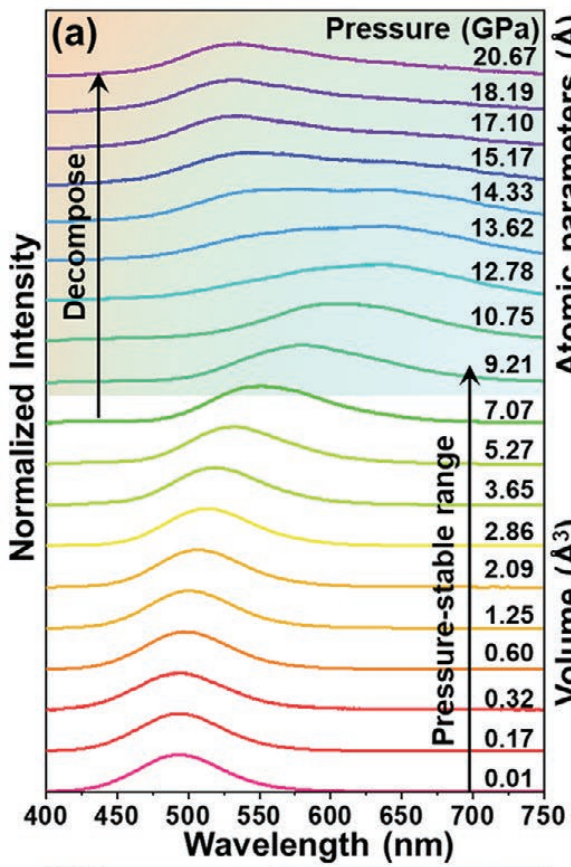 (a)
Pressure (GPa)
20.67
18.19
17.10
15.17
14.33
13.62
12.78
10.75
9.21
7.07
5.27
3.65
2.86
2.09
1.25
0.60
0.32
0.17
0.01
Decompose
Pressure-stable range
Normalized Intensity
400 450 500 550 600 650 700 750
Wavelength (nm)
Atomic parameters (Å)
Volume (Å³)